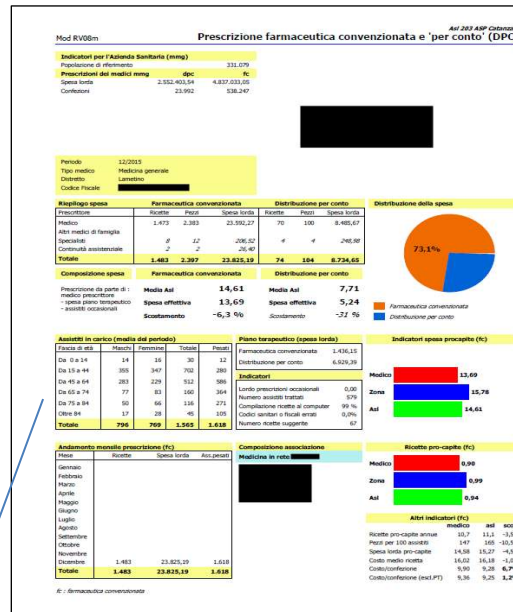 Asl 203 ASP Catanza
Mod RV08m Prescrizione farmaceutica convenzionata e 'per conto' (DPC
Indicatori per l'Azienda Sanitaria (mmg)
Popolazione di riferimento 331.079
Prescrizioni dei medici mmg dpc fc
Spesa lorda 2.552.403,54 4.837.033,05
Confezioni 23.992 538.247
Periodo 12/2015
Tipo medico Medicina generale
Distretto Lametino
Codice Fiscale
Riepilogo spesa Farmaceutica convenzionata Distribuzione per conto Distribuzione della spesa
Prescrittore Ricette Pezzi Spesa lorda Ricette Pezzi Spesa lorda
Medico 1.473 2.383 23.592,27 70 100 8.485,67
Altri medici di famiglia
Specialisti 8 12 206,52 4 4 248,98
Continuità assistenziale 2 2 26,40
Totale 1.483 2.397 23.825,19 74 104 8.734,65
73,1%
Composizione spesa Farmaceutica convenzionata Distribuzione per conto
Prescrizione da parte di :
medico prescrittore
- spesa piano terapeutico
- assistiti occasionali
Media Asl 14,61 Media Asl 7,71
Spesa effettiva 13,69 Spesa effettiva 5,24
Scostamento -6,3 % Scostamento -31 %
Farmaceutica convenzionata
Distribuzione per conto
Assistiti in carico (media del periodo)
Fascia di età Maschi Femmine Totale Pesati
Da 0 a 14 14 16 30 12
Da 15 a 44 355 347 702 280
Da 45 a 64 283 229 512 586
Da 65 a 74 77 83 160 364
Da 75 a 84 50 66 116 271
Oltre 84 17 28 45 105
Totale 796 769 1.565 1.618
Piano terapeutico (spesa lorda)
Farmaceutica convenzionata 1.436,15
Distribuzione per conto 6.929,39
Indicatori
Lordo prescrizioni occasionali 0,00
Numero assistiti trattati 579
Compilazione ricette al computer 99 %
Codici sanitari o fiscali errati 0,0%
Numero ricette suggerite 67
Indicatori spesa procapite (fc)
Medico 13,69
Zona 15,78
Asl 14,61
Andamento mensile prescrizione (fc)
Mese Ricette Spesa lorda Ass.pesati
Gennaio
Febbraio
Marzo
Aprile
Maggio
Giugno
Luglio
Agosto
Settembre
Ottobre
Novembre
Dicembre 1.483 23.825,19 1.618
Totale 1.483 23.825,19 1.618
Composizione associazione
Medicina in rete
Ricette pro-capite (fc)
Medico 0,90
Zona 0,99
Asl 0,94
Altri indicatori (fc)
medico asl sco
Ricette pro-capite annue 10,7 11,1 -3,5
Pezzi per 100 assistiti 147 165 -10,5
Spesa lorda pro-capite 14,58 15,27 -4,5
Costo medio ricetta 16,02 16,18 -1,0
Costo/confezione 9,90 9,28 6,7
Costo/confezione (escl.PT) 9,36 9,25 1,2
fc : farmaceutica convenzionata